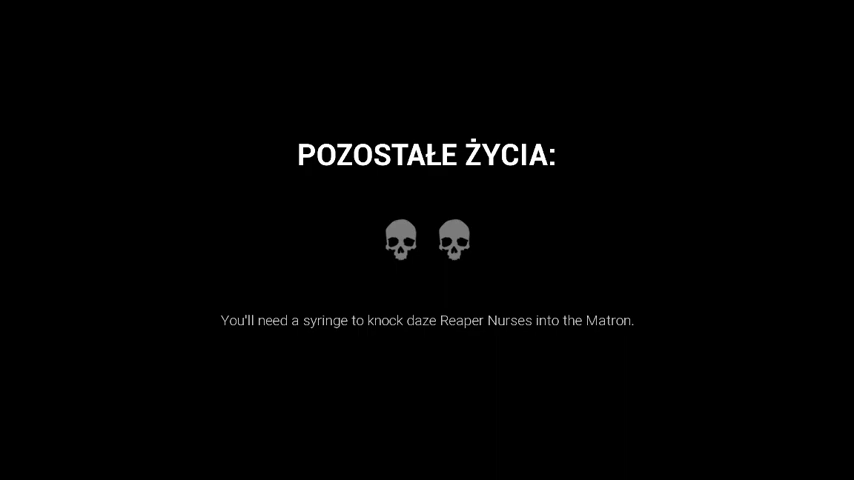 POZOSTAŁE ŻYCIA:
You'll need a syringe to knock daze Reaper Nurses into the Matron.